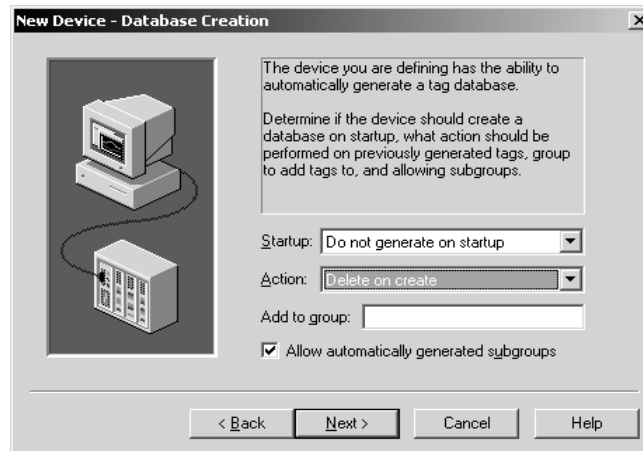 New Device - Database Creation
The device you are defining has the ability to
automatically generate a tag database.
Determine if the device should create a
database on startup, what action should be
performed on previously generated tags, group
to add tags to, and allowing subgroups.
Startup: Do not generate on startup
Action: Delete on create
Add to group:
Allow automatically generated subgroups
< Back Next > Cancel Help